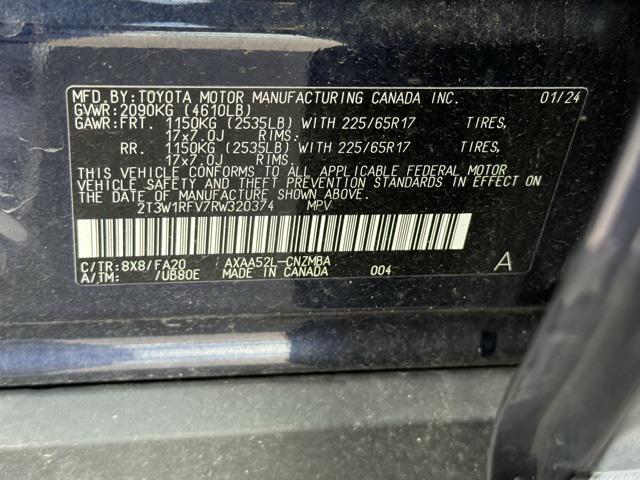 MFD. BY: TOYOTA MOTOR MANUFACTURING CANADA INC. 01/24
GVWR: 2090KG (4610LB)
GAWR: FRT. 1150KG (2535LB) WITH 225/65R17 TIRES,
17x7.0J RIMS.
RR. 1150KG (2535LB) WITH 225/65R17 TIRES,
17x7.0J RIMS.
THIS VEHICLE CONFORMS TO ALL APPLICABLE FEDERAL MOTOR
VEHICLE SAFETY AND THEFT PREVENTION STANDARDS IN EFFECT ON
THE DATE OF MANUFACTURE SHOWN ABOVE.
2T3W1RFV7RW320374 MPV
C/TR: 8X8/FA20 AXAA52L-CNZMBA
A/TM: /UB80E MADE IN CANADA 004 A